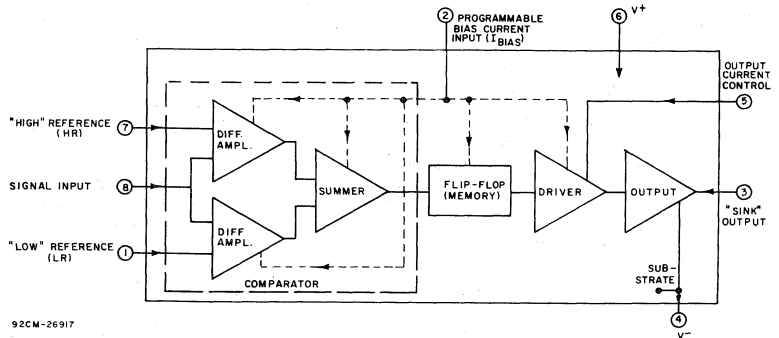 ② PROGRAMMABLE
BIAS CURRENT
INPUT (I BIAS)
⑥ V+
OUTPUT
CURRENT
CONTROL
⑤
"HIGH" REFERENCE
(HR)
⑦
DIFF.
AMPL.
SIGNAL INPUT
⑧
SUMMER
FLIP-FLOP
(MEMORY)
DRIVER
OUTPUT
③
"SINK"
OUTPUT
"LOW" REFERENCE
(LR)
①
DIFF
AMPL.
COMPARATOR
SUB-
STRATE
④
V-
92CM-26917